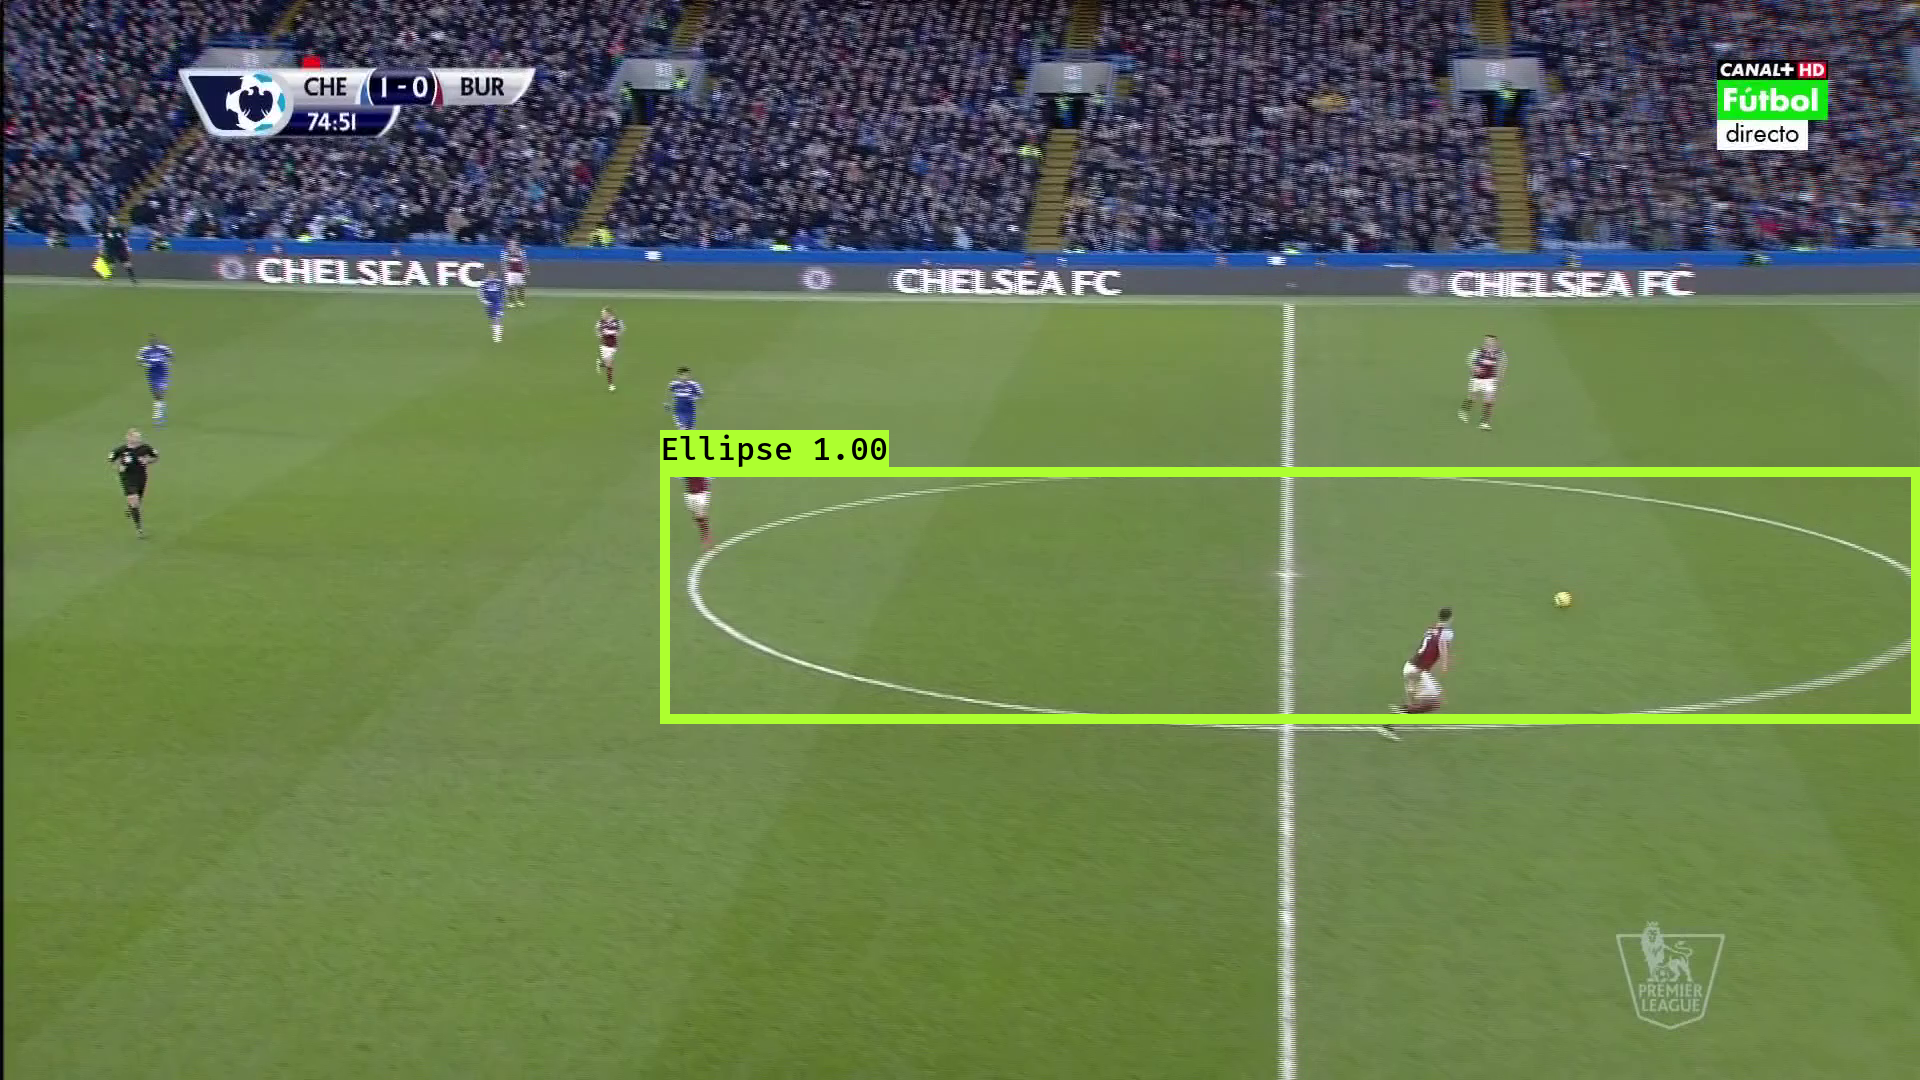 CHE 1-0 BUR
74:51
CANAL+ HD
Fútbol
directo
CHELSEA FC CHELSEA FC CHELSEA FC
Ellipse 1.00
PREMIER
LEAGUE